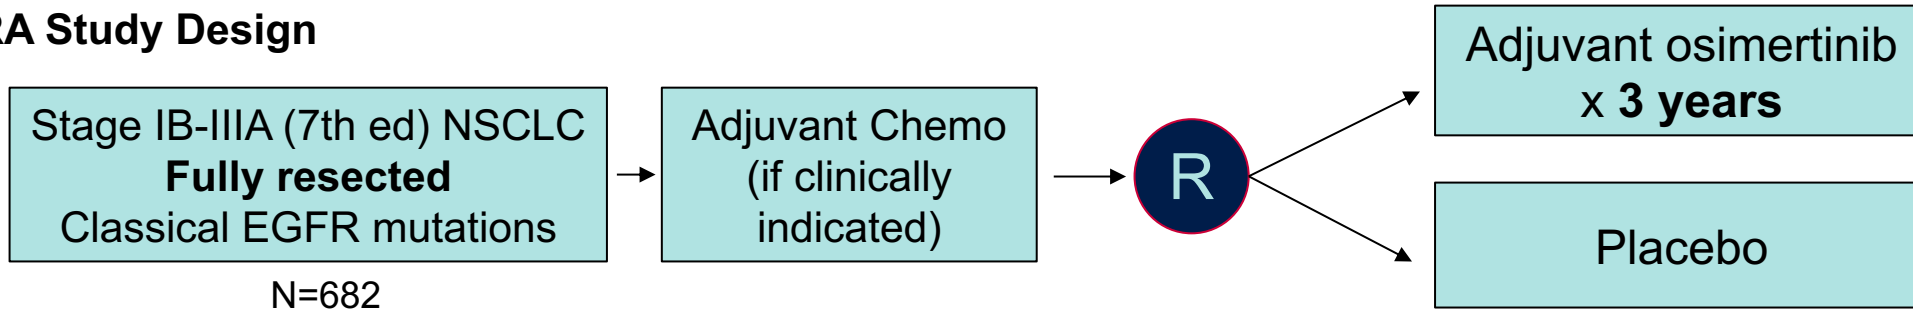 RA Study Design
Stage IB-IIIA (7th ed) NSCLC
Fully resected
Classical EGFR mutations
N=682
Adjuvant Chemo
(if clinically
indicated)
R
Adjuvant osimertinib
x 3 years
Placebo